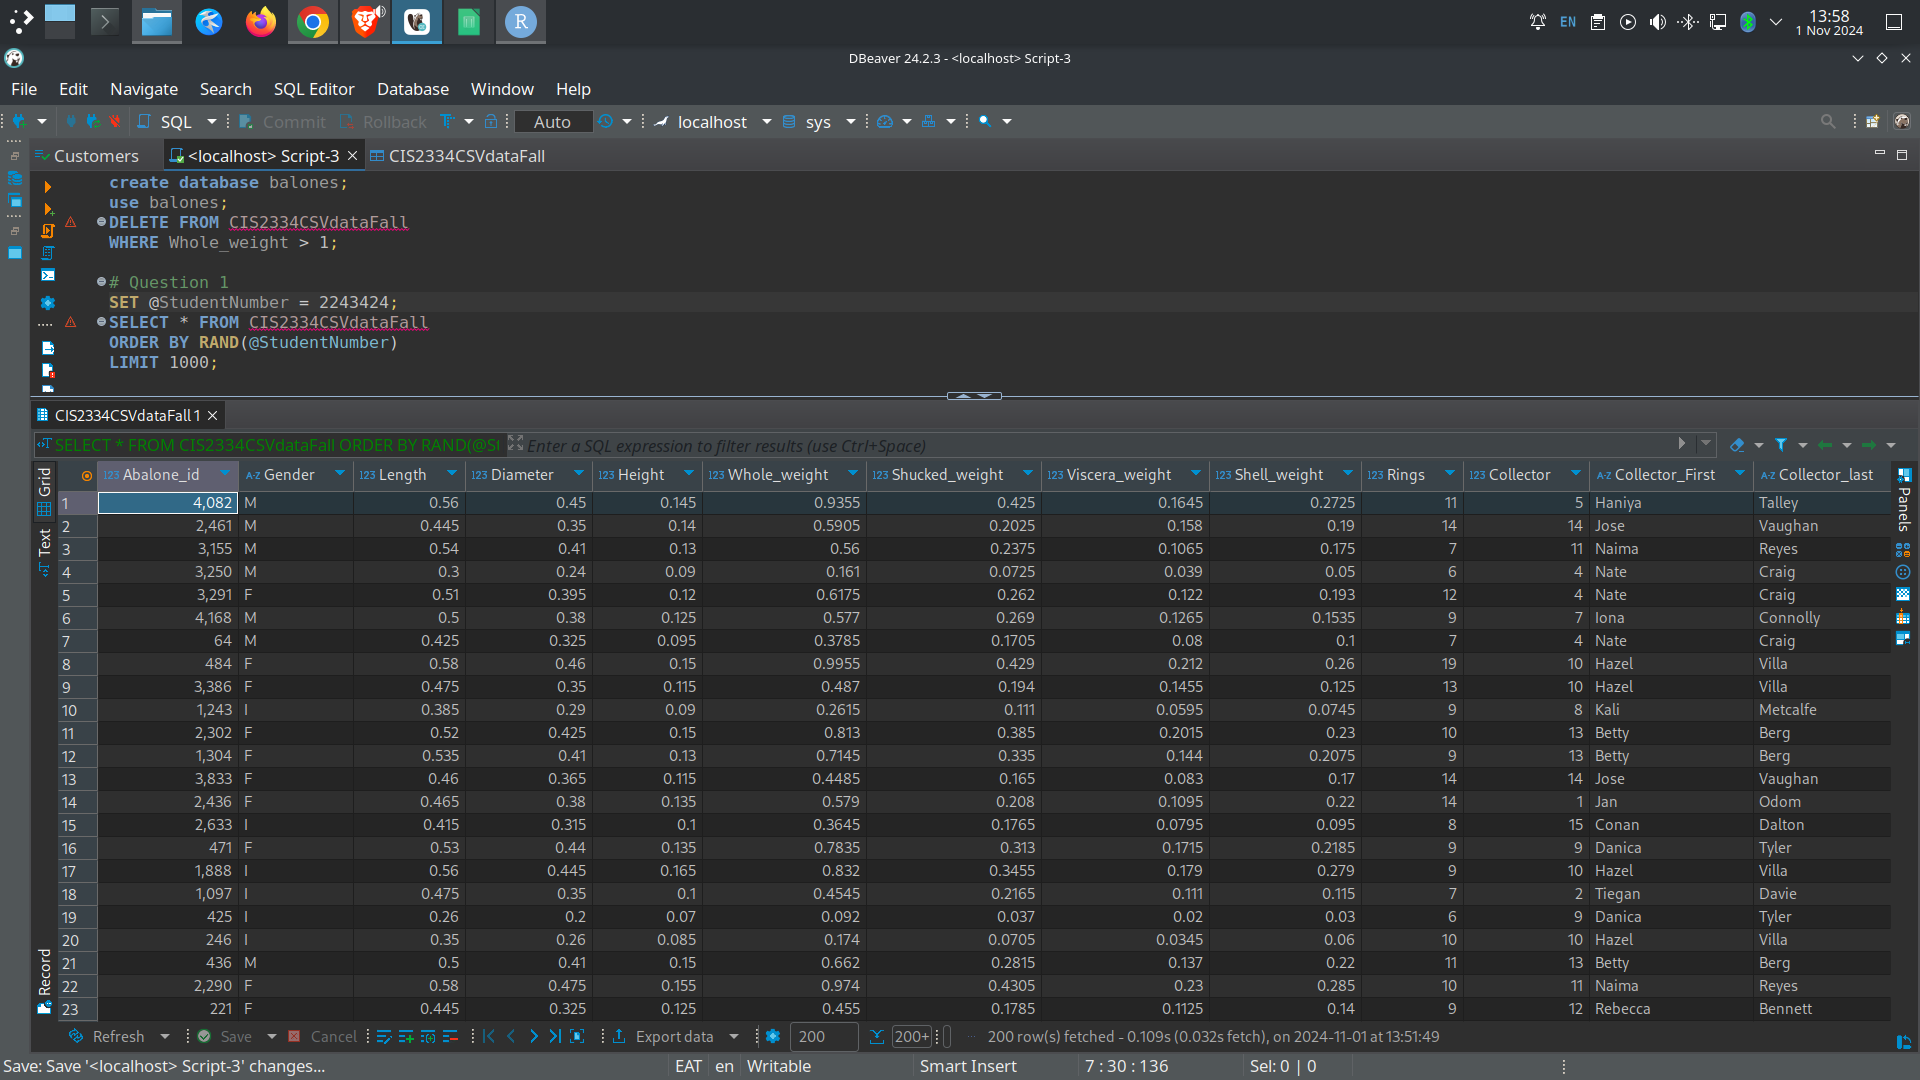 EN
13:58
1 Nov 2024
DBeaver 24.2.3 - <localhost> Script-3
File Edit Navigate Search SQL Editor Database Window Help
SQL Commit Rollback Auto localhost sys
Customers <localhost> Script-3 CIS2334CSVdataFall
create database balones;
use balones;
DELETE FROM CIS2334CSVdataFall
WHERE Whole_weight > 1;
# Question 1
SET @StudentNumber = 2243424;
SELECT * FROM CIS2334CSVdataFall
ORDER BY RAND(@StudentNumber)
LIMIT 1000;
CIS2334CSVdataFall 1
SELECT * FROM CIS2334CSVdataFall ORDER BY RAND(@St Enter a SQL expression to filter results (use Ctrl+Space)
Grid
Text
Record
Panels
123 Abalone_id A-Z Gender 123 Length 123 Diameter 123 Height 123 Whole_weight 123 Shucked_weight 123 Viscera_weight 123 Shell_weight 123 Rings 123 Collector A-Z Collector_First A-Z Collector_last
1 4,082 M 0.56 0.45 0.145 0.9355 0.425 0.1645 0.2725 11 5 Haniya Talley
2 2,461 M 0.445 0.35 0.14 0.5905 0.2025 0.158 0.19 14 14 Jose Vaughan
3 3,155 M 0.54 0.41 0.13 0.56 0.2375 0.1065 0.175 7 11 Naima Reyes
4 3,250 M 0.3 0.24 0.09 0.161 0.0725 0.039 0.05 6 4 Nate Craig
5 3,291 F 0.51 0.395 0.12 0.6175 0.262 0.122 0.193 12 4 Nate Craig
6 4,168 M 0.5 0.38 0.125 0.577 0.269 0.1265 0.1535 9 7 Iona Connolly
7 64 M 0.425 0.325 0.095 0.3785 0.1705 0.08 0.1 7 4 Nate Craig
8 484 F 0.58 0.46 0.15 0.9955 0.429 0.212 0.26 19 10 Hazel Villa
9 3,386 F 0.475 0.35 0.115 0.487 0.194 0.1455 0.125 13 10 Hazel Villa
10 1,243 I 0.385 0.29 0.09 0.2615 0.111 0.0595 0.0745 9 8 Kali Metcalfe
11 2,302 F 0.52 0.425 0.15 0.813 0.385 0.2015 0.23 10 13 Betty Berg
12 1,304 F 0.535 0.41 0.13 0.7145 0.335 0.144 0.2075 9 13 Betty Berg
13 3,833 F 0.46 0.365 0.115 0.4485 0.165 0.083 0.17 14 14 Jose Vaughan
14 2,436 F 0.465 0.38 0.135 0.579 0.208 0.1095 0.22 14 1 Jan Odom
15 2,633 I 0.415 0.315 0.1 0.3645 0.1765 0.0795 0.095 8 15 Conan Dalton
16 471 F 0.53 0.44 0.135 0.7835 0.313 0.1715 0.2185 9 9 Danica Tyler
17 1,888 I 0.56 0.445 0.165 0.832 0.3455 0.179 0.279 9 10 Hazel Villa
18 1,097 I 0.475 0.35 0.1 0.4545 0.2165 0.111 0.115 7 2 Tiegan Davie
19 425 I 0.26 0.2 0.07 0.092 0.037 0.02 0.03 6 9 Danica Tyler
20 246 I 0.35 0.26 0.085 0.174 0.0705 0.0345 0.06 10 10 Hazel Villa
21 436 M 0.5 0.41 0.15 0.662 0.2815 0.137 0.22 11 13 Betty Berg
22 2,290 F 0.58 0.475 0.155 0.974 0.4305 0.23 0.285 10 11 Naima Reyes
23 221 F 0.445 0.325 0.125 0.455 0.1785 0.1125 0.14 9 12 Rebecca Bennett
Refresh Save Cancel Export data 200 200+ 200 row(s) fetched - 0.109s (0.032s fetch), on 2024-11-01 at 13:51:49
Save: Save '<localhost> Script-3' changes... EAT en Writable Smart Insert 7 : 30 : 136 Sel: 0 | 0